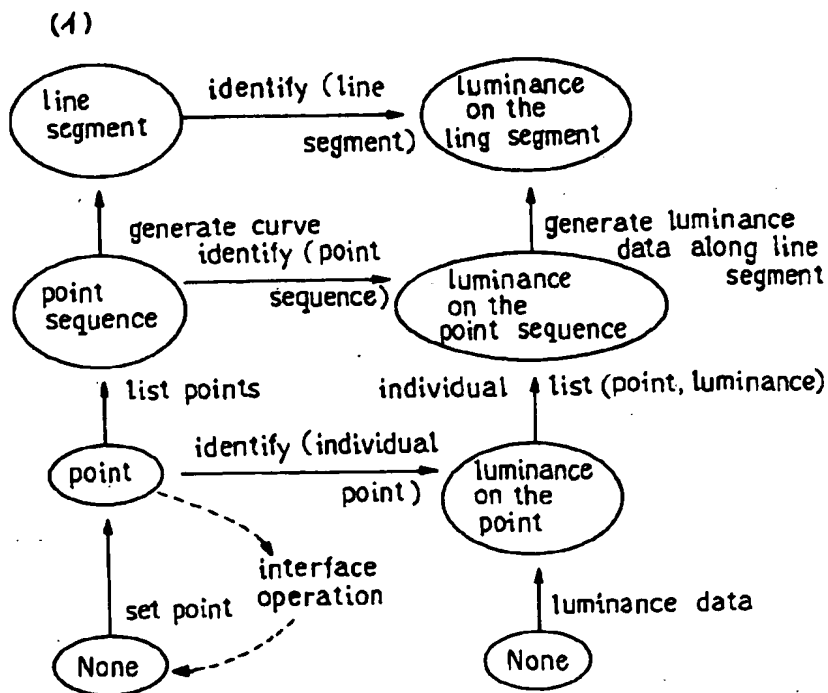 (1)
line
segment
identify (line
segment)
luminance
on the
ling segment
generate curve
identify (point
sequence)
generate luminance
data along line
segment
point
sequence
luminance
on the
point sequence
list points
individual list (point, luminance)
point
identify (individual
point)
luminance
on the
point
interface
operation
set point
luminance data
None
None